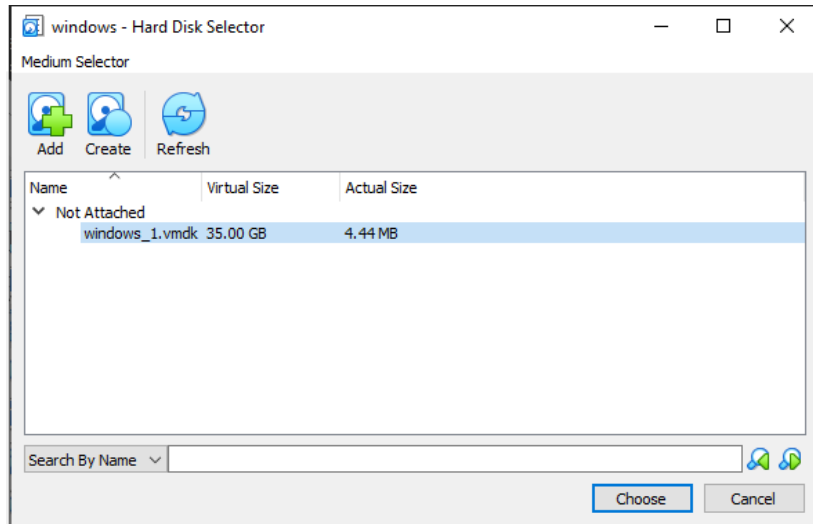 windows - Hard Disk Selector
Medium Selector
Add Create Refresh
Name Virtual Size Actual Size
Not Attached
windows_1.vmdk 35.00 GB 4.44 MB
Search By Name
Choose Cancel